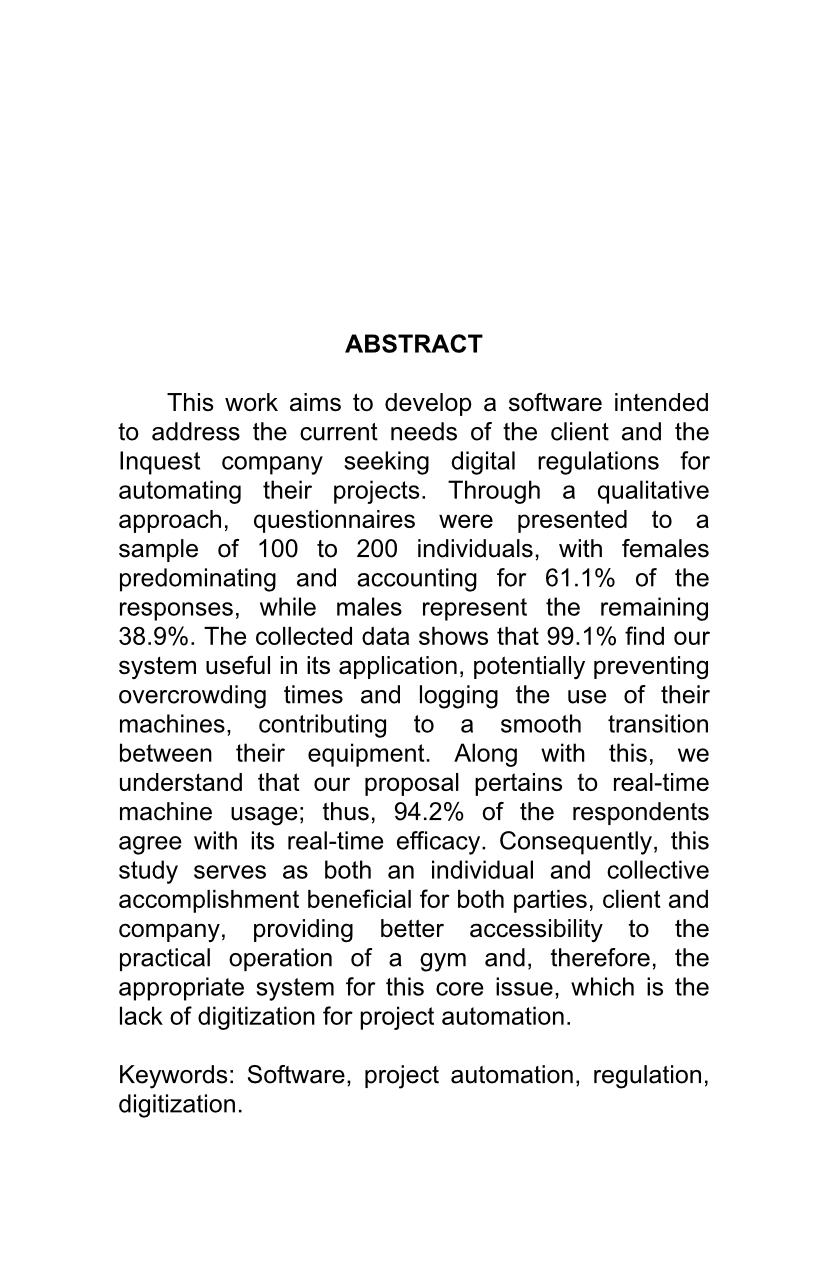 ABSTRACT
This work aims to develop a software intended
to address the current needs of the client and the
Inquest company seeking digital regulations for
automating their projects. Through a qualitative
approach, questionnaires were presented to a
sample of 100 to 200 individuals, with females
predominating and accounting for 61.1% of the
responses, while males represent the remaining
38.9%. The collected data shows that 99.1% find our
system useful in its application, potentially preventing
overcrowding times and logging the use of their
machines, contributing to a smooth transition
between their equipment. Along with this, we
understand that our proposal pertains to real-time
machine usage; thus, 94.2% of the respondents
agree with its real-time efficacy. Consequently, this
study serves as both an individual and collective
accomplishment beneficial for both parties, client and
company, providing better accessibility to the
practical operation of a gym and, therefore, the
appropriate system for this core issue, which is the
lack of digitization for project automation.
Keywords: Software, project automation, regulation,
digitization.